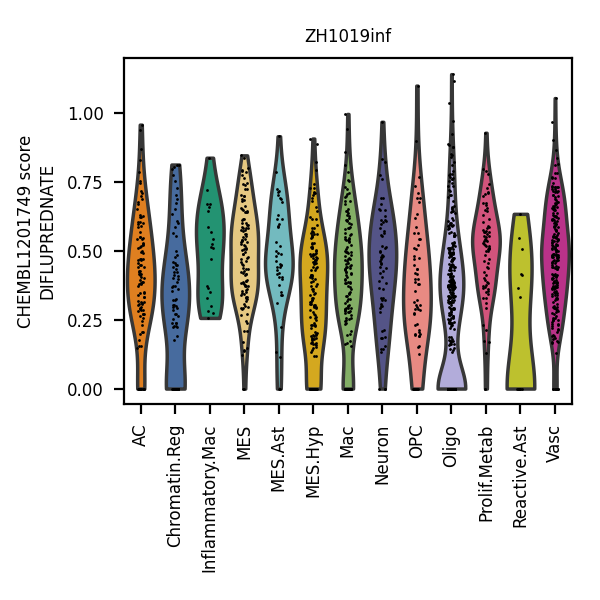 ZH1019inf
CHEMBL1201749 score
DIFLUPREDNATE
1.00
0.75
0.50
0.25
0.00
AC
Chromatin.Reg
Inflammatory.Mac
MES
MES.Ast
MES.Hyp
Mac
Neuron
OPC
Oligo
Prolif.Metab
Reactive.Ast
Vasc